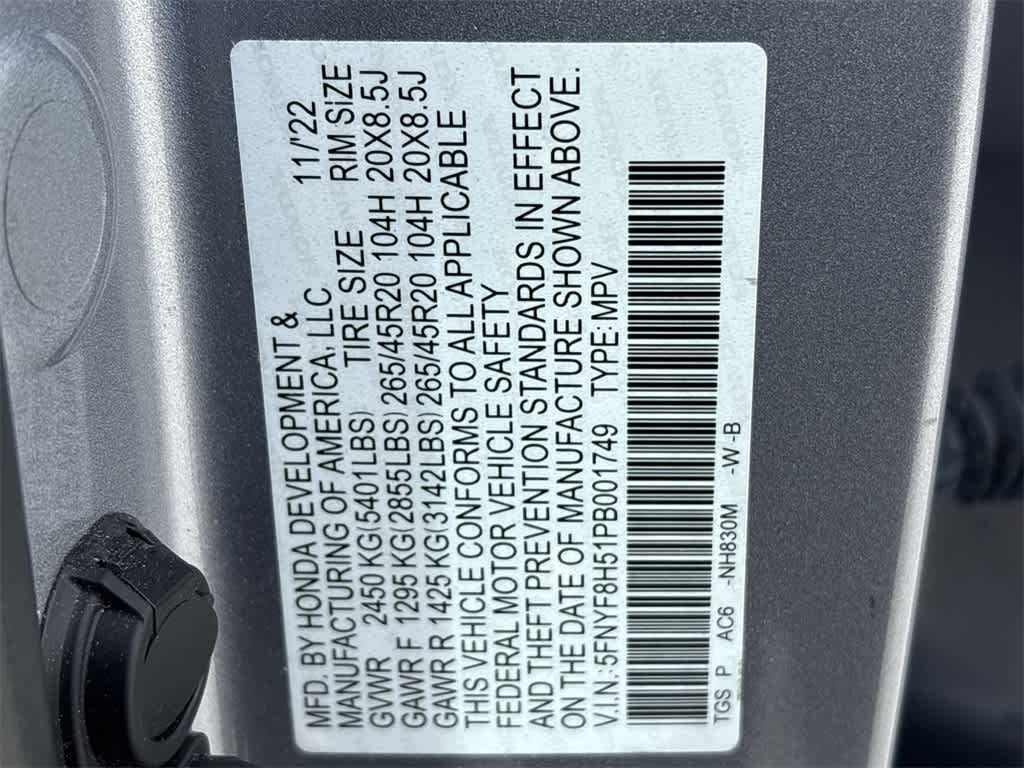 MFD. BY HONDA DEVELOPMENT &
MANUFACTURING OF AMERICA. LLC 11/'22
GVWR 2450 KG(5401LBS) TIRE SIZE RIM SIZE
GAWR F 1295 KG(2855LBS) 265/45R20 104H 20X8.5J
GAWR R 1425 KG(3142LBS) 265/45R20 104H 20X8.5J
THIS VEHICLE CONFORMS TO ALL APPLICABLE
FEDERAL MOTOR VEHICLE SAFETY
AND THEFT PREVENTION STANDARDS IN EFFECT
ON THE DATE OF MANUFACTURE SHOWN ABOVE.
V.I.N.:5FNYF8H51PB001749 TYPE:MPV
TGS P AC6 -NH830M -W-B